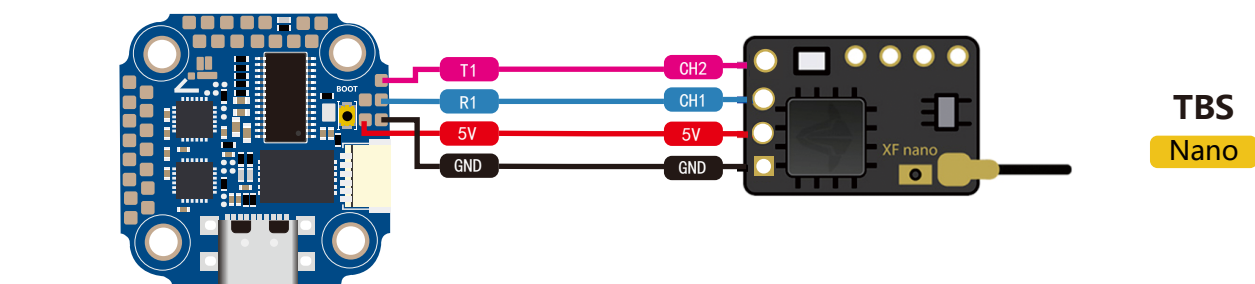 BOOT
T1
CH2
R1
CH1
5V
5V
GND
GND
XF nano
TBS
Nano